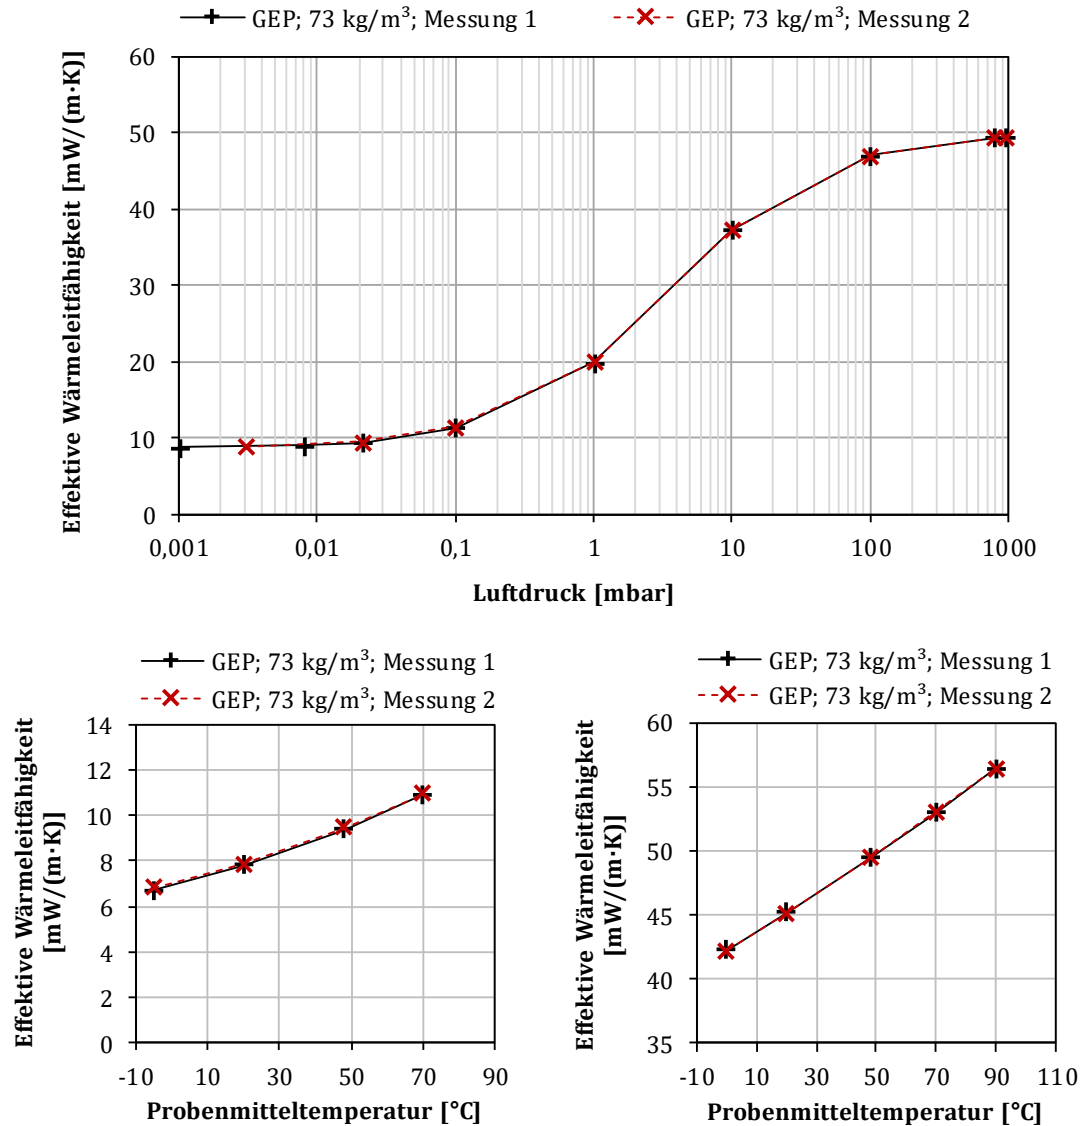 GEP; 73 kg/m³; Messung 1 GEP; 73 kg/m³; Messung 2
Effektive Wärmeleitfähigkeit [mW/(m·K)]
60
50
40
30
20
10
0
0,001 0,01 0,1 1 10 100 1000
Luftdruck [mbar]
GEP; 73 kg/m³; Messung 1
GEP; 73 kg/m³; Messung 2
Effektive Wärmeleitfähigkeit
[mW/(m·K)]
14
12
10
8
6
4
2
0
-10 10 30 50 70 90
Probenmitteltemperatur [°C]
GEP; 73 kg/m³; Messung 1
GEP; 73 kg/m³; Messung 2
Effektive Wärmeleitfähigkeit
[mW/(m·K)]
60
55
50
45
40
35
-10 10 30 50 70 90 110
Probenmitteltemperatur [°C]